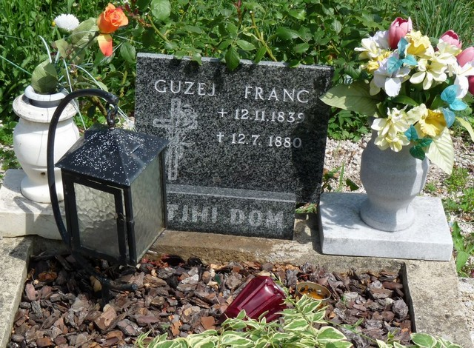 GUZEJ FRANC
+ 12.11.1839
† 12.7.1880
TIHI DOM